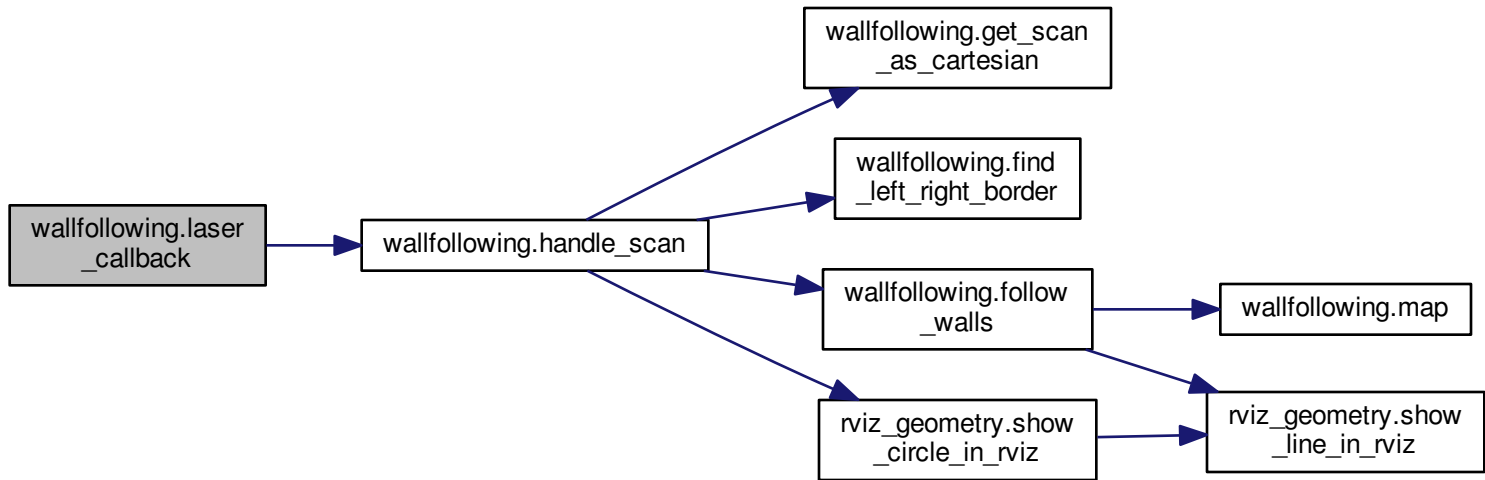 wallfollowing.laser
_callback
wallfollowing.handle_scan
wallfollowing.get_scan
_as_cartesian
wallfollowing.find
_left_right_border
wallfollowing.follow
_walls
rviz_geometry.show
_circle_in_rviz
wallfollowing.map
rviz_geometry.show
_line_in_rviz